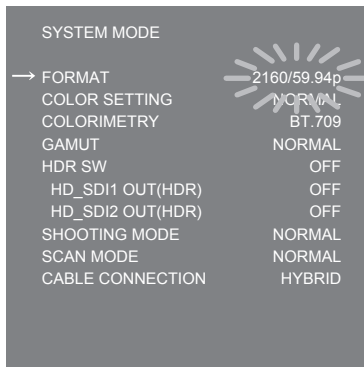 SYSTEM MODE
→ FORMAT 2160/59.94p
COLOR SETTING NORMAL
COLORIMETRY BT.709
GAMUT NORMAL
HDR SW OFF
HD_SDI1 OUT(HDR) OFF
HD_SDI2 OUT(HDR) OFF
SHOOTING MODE NORMAL
SCAN MODE NORMAL
CABLE CONNECTION HYBRID